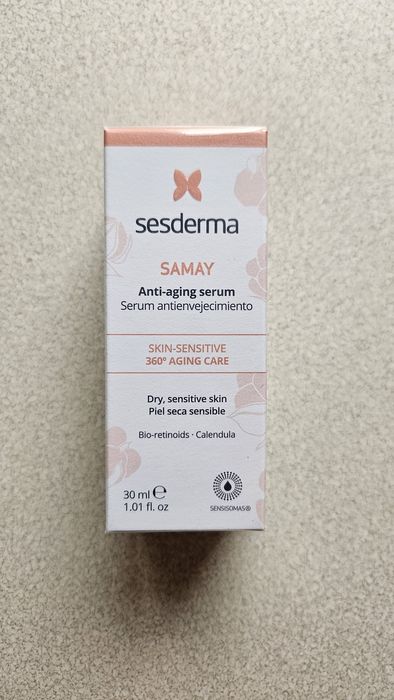 sesderma
SAMAY
Anti-aging serum
Serum antienvejecimiento
SKIN-SENSITIVE
360º AGING CARE
Dry, sensitive skin
Piel seca sensible
Bio-retinoids · Calendula
30 ml ℮
1.01 fl. oz
SENSISOMAS®